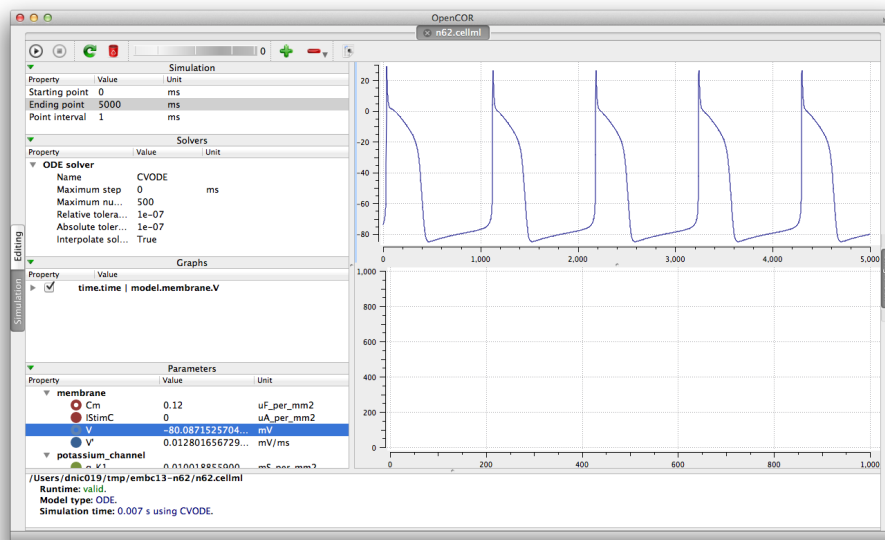 OpenCOR
n62.cellml
0
Simulation
Property Value Unit
Starting point 0 ms
Ending point 5000 ms
Point interval 1 ms
Solvers
Property Value Unit
ODE solver
Name CVODE
Maximum step 0 ms
Maximum nu... 500
Relative tolera... 1e-07
Absolute toler... 1e-07
Interpolate sol... True
Graphs
Property Value
time.time | model.membrane.V
Parameters
Property Value Unit
membrane
Cm 0.12 uF_per_mm2
IStimC 0 uA_per_mm2
V -80.0871525704... mV
V' 0.012801656729... mV/ms
potassium_channel
g_K1 0.010018855900 mS_per_mm2
Editing
Simulation
20
0
-20
-40
-60
-80
0 1,000 2,000 3,000 4,000 5,000
1,000
800
600
400
200
0
0 200 400 600 800 1,000
/Users/dnic019/tmp/embc13-n62/n62.cellml
Runtime: valid.
Model type: ODE.
Simulation time: 0.007 s using CVODE.